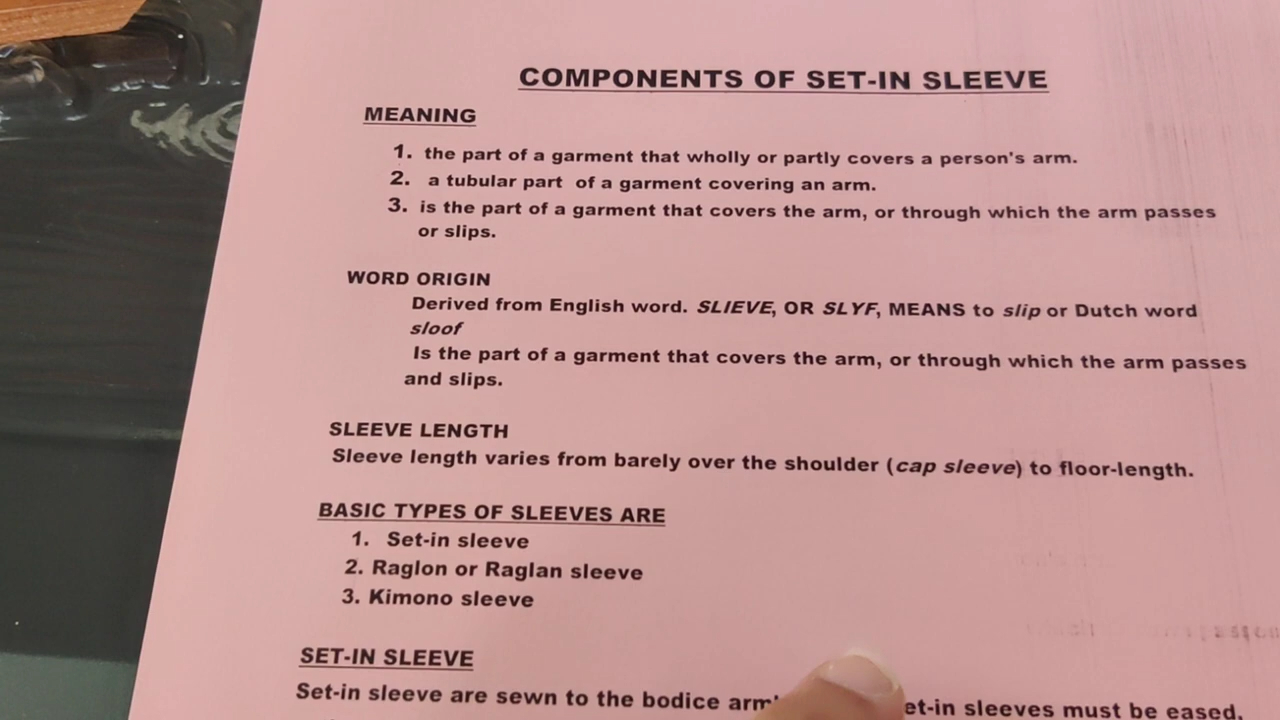 COMPONENTS OF SET-IN SLEEVE
MEANING
1. the part of a garment that wholly or partly covers a person's arm.
2. a tubular part of a garment covering an arm.
3. is the part of a garment that covers the arm, or through which the arm passes
or slips.
WORD ORIGIN
Derived from English word. SLIEVE, OR SLYF, MEANS to slip or Dutch word
sloof
Is the part of a garment that covers the arm, or through which the arm passes
and slips.
SLEEVE LENGTH
Sleeve length varies from barely over the shoulder (cap sleeve) to floor-length.
BASIC TYPES OF SLEEVES ARE
1. Set-in sleeve
2. Raglon or Raglan sleeve
3. Kimono sleeve
SET-IN SLEEVE
Set-in sleeve are sewn to the bodice sleeves must be eased.